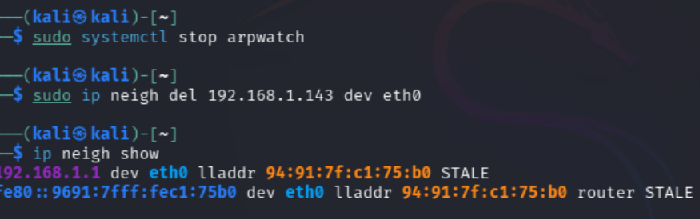 ──(kali㉿kali)-[~]
─$ sudo systemctl stop arpwatch
──(kali㉿kali)-[~]
─$ sudo ip neigh del 192.168.1.143 dev eth0
──(kali㉿kali)-[~]
─$ ip neigh show
192.168.1.1 dev eth0 lladdr 94:91:7f:c1:75:b0 STALE
fe80::9691:7fff:fec1:75b0 dev eth0 lladdr 94:91:7f:c1:75:b0 router STALE